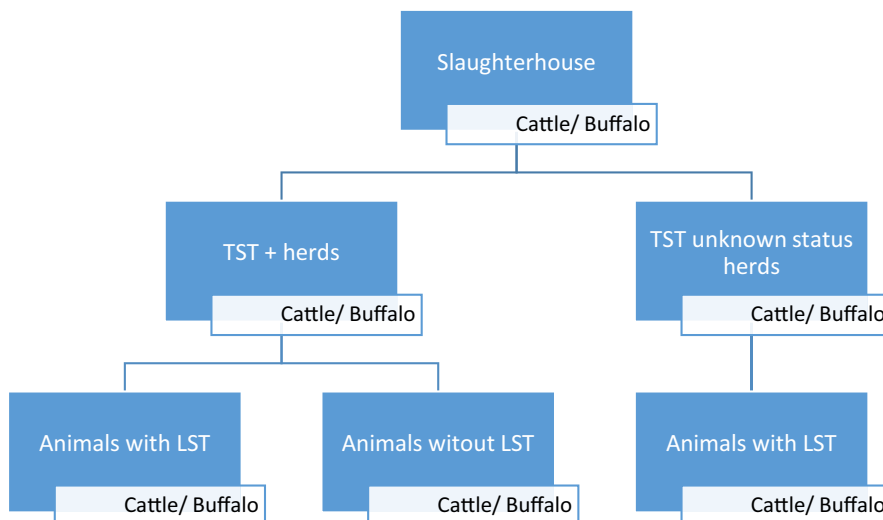 Slaughterhouse
Cattle/ Buffalo
TST + herds
Cattle/ Buffalo
TST unknown status
herds
Cattle/ Buffalo
Animals with LST
Cattle/ Buffalo
Animals witout LST
Cattle/ Buffalo
Animals with LST
Cattle/ Buffalo